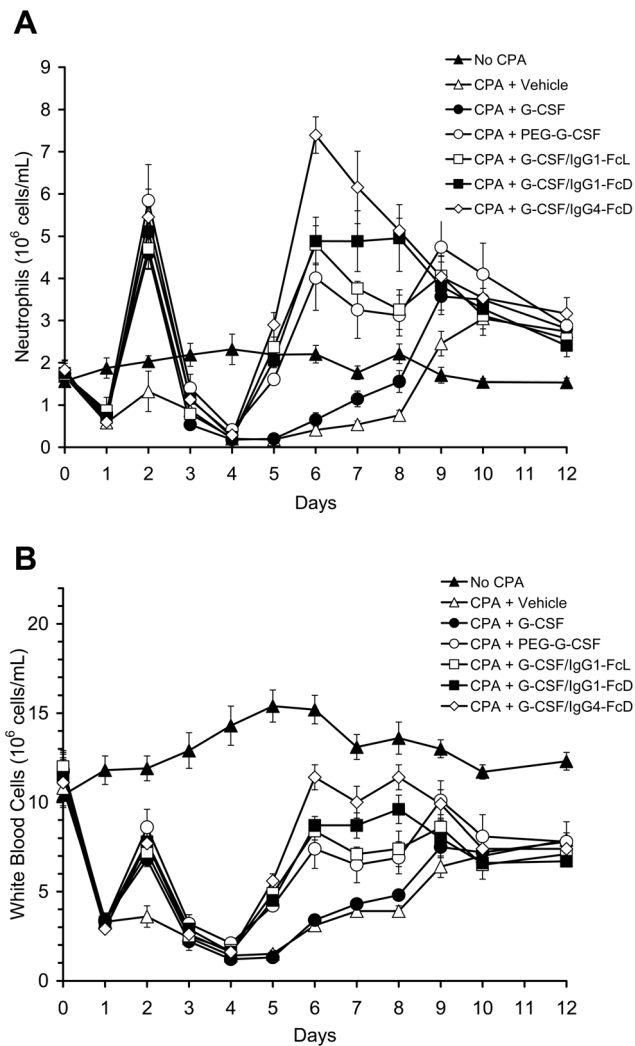 A
No CPA
CPA + Vehicle
CPA + G-CSF
CPA + PEG-G-CSF
CPA + G-CSF/IgG1-FcL
CPA + G-CSF/IgG1-FcD
CPA + G-CSF/IgG4-FcD
Neutrophils (10⁶ cells/mL)
9
8
7
6
5
4
3
2
1
0
0 1 2 3 4 5 6 7 8 9 10 12
Days
B
No CPA
CPA + Vehicle
CPA + G-CSF
CPA + PEG-G-CSF
CPA + G-CSF/IgG1-FcL
CPA + G-CSF/IgG1-FcD
CPA + G-CSF/IgG4-FcD
White Blood Cells (10⁶ cells/mL)
20
15
10
5
0
0 1 2 3 4 5 6 7 8 9 10 12
Days